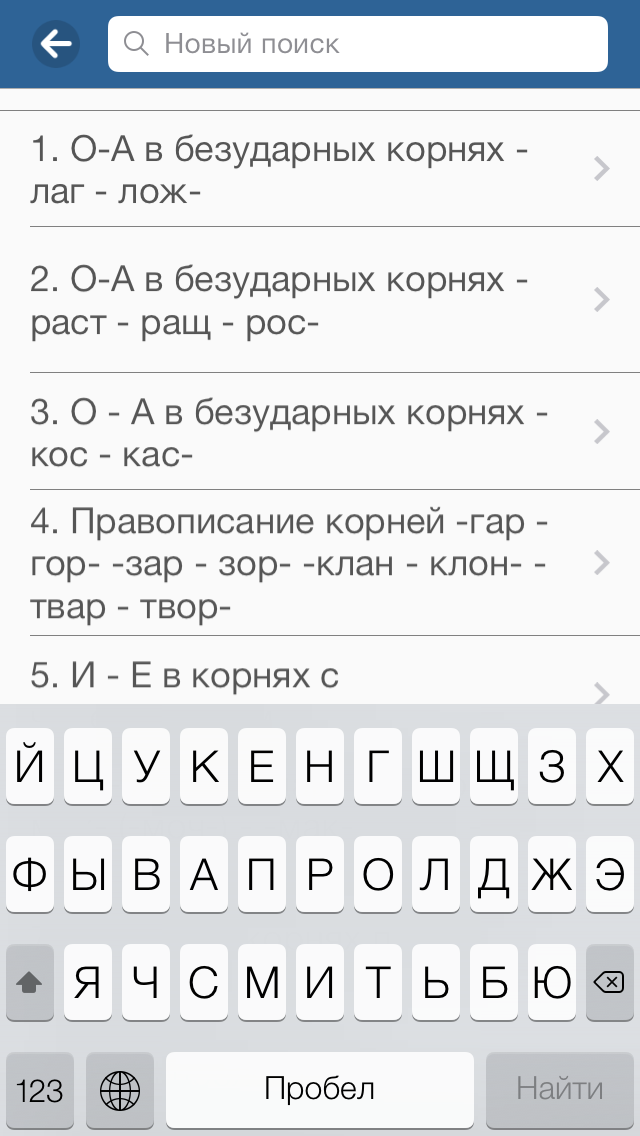 Новый поиск
1. О-А в безударных корнях -
лаг - лож-
2. О-А в безударных корнях -
раст - ращ - рос-
3. О - А в безударных корнях -
кос - кас-
4. Правописание корней -гар -
гор- -зар - зор- -клан - клон- -
твар - твор-
5. И - Е в корнях с
Й Ц У К Е Н Г Ш Щ З Х
Ф Ы В А П Р О Л Д Ж Э
Я Ч С М И Т Ь Б Ю
123 Пробел Найти